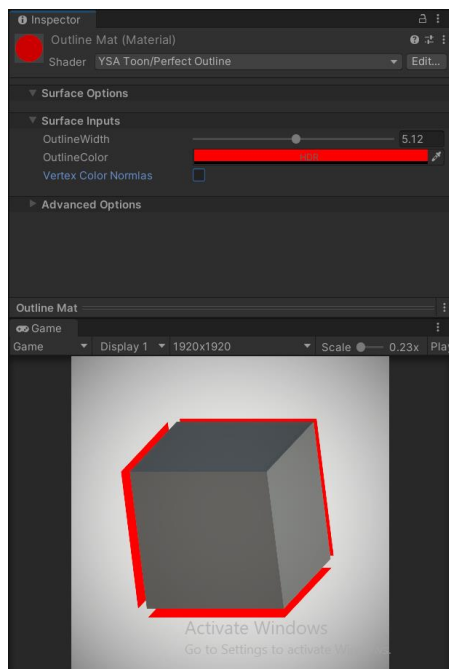 Inspector
Outline Mat (Material)
Shader YSA Toon/Perfect Outline Edit...
Surface Options
Surface Inputs
OutlineWidth 5.12
OutlineColor HDR
Vertex Color Normlas
Advanced Options
Outline Mat
Game
Game Display 1 1920x1920 Scale 0.23x Play
Activate Windows
Go to Settings to activate